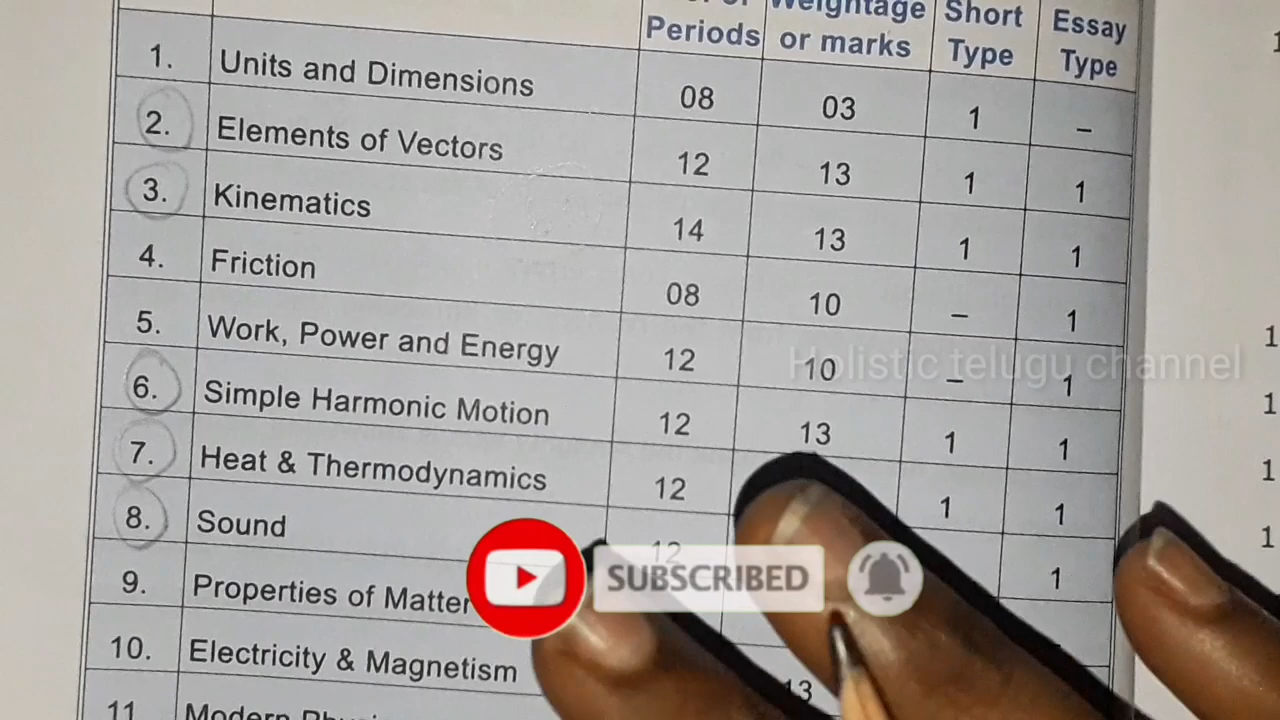 Periods Weightage or marks Short Type Essay Type
1. Units and Dimensions 08 03 1 –
2. Elements of Vectors 12 13 1 1
3. Kinematics 14 13 1 1
4. Friction 08 10 – 1
5. Work, Power and Energy 12 10 – 1
Holistic telugu channel
6. Simple Harmonic Motion 12 13 1 1
7. Heat & Thermodynamics 12 1 1
8. Sound 12 1
SUBSCRIBED
9. Properties of Matter
10. Electricity & Magnetism 13
11. Modern